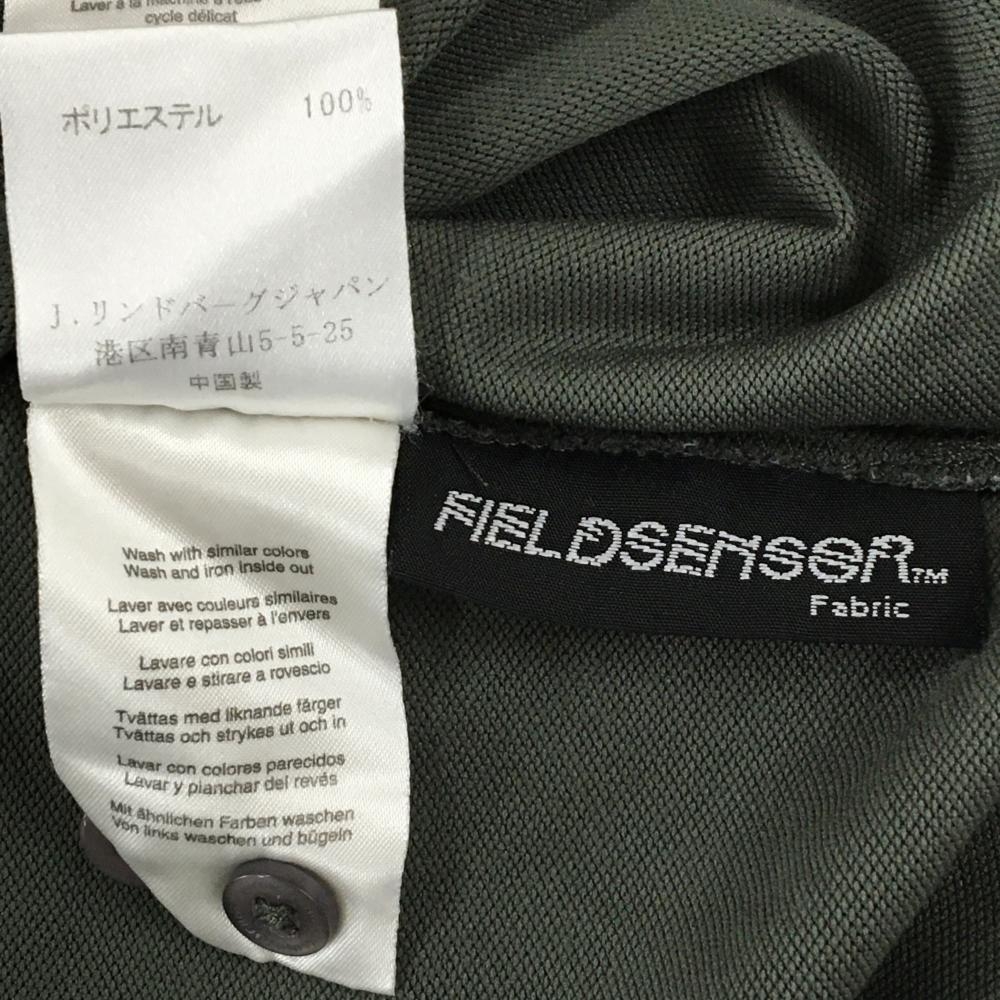 Laver à la machine à l'eau
cycle délicat
ポリエステル 100%
J.リンドバーグジャパン
港区南青山5-5-25
中国製
FIELDSENSOR™
Fabric
Wash with similar colors
Wash and iron inside out
Laver avec couleurs similaires
Laver et repasser à l'envers
Lavare con colori simili
Lavare e stirare a rovescio
Tvättas med liknande färger
Tvättas och strykes ut och in
Lavar con colores parecidos
Lavar y planchar del revés
Mit ähnlichen Farben waschen
Von links waschen und bügeln